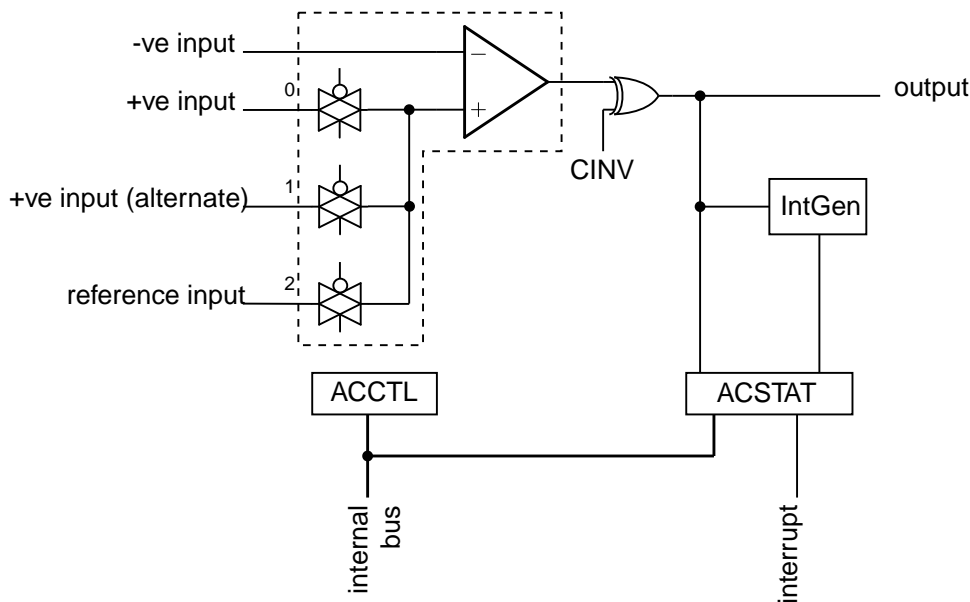 -ve input
+ve input
0
output
CINV
+ve input (alternate)
1
IntGen
reference input
2
ACCTL
ACSTAT
internal
bus
interrupt